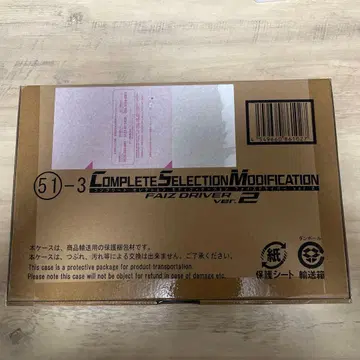 51-3 COMPLETE SELECTION MODIFICATION
FAIZ DRIVER ver.2
本ケースは、商品輸送用の保護梱包材です。
本ケースは、つぶれ、汚れ等による交換は出来ません。ご了承ください。
This case is a protective package for product transportation.
Please note this case will not be object for refund in case of damage etc.
紙
保護シート
ダンボール
輸送箱